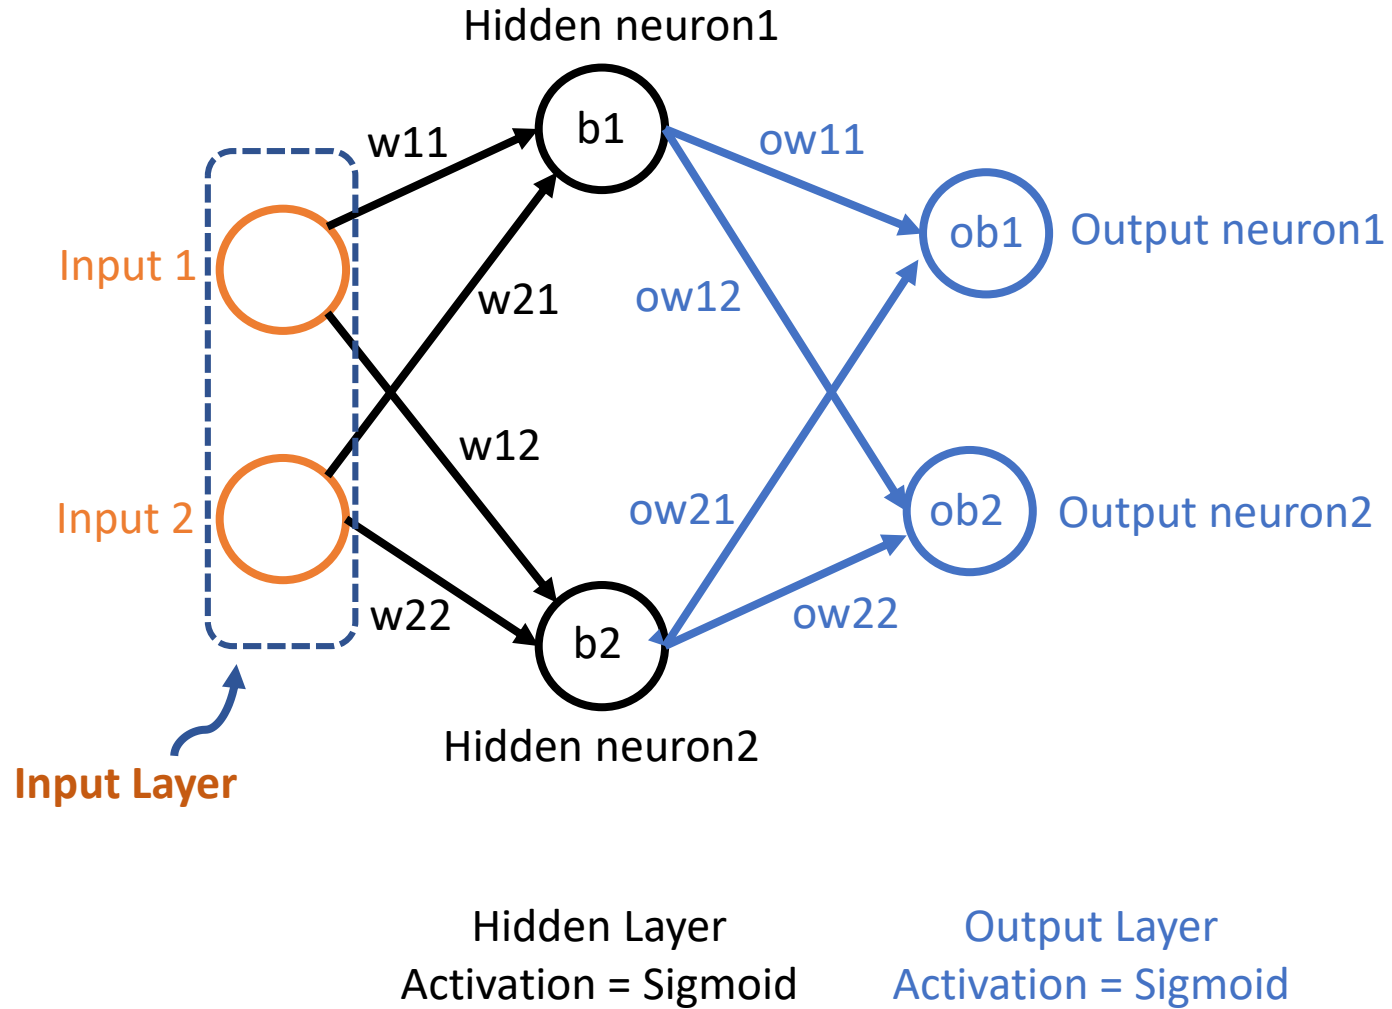 Hidden neuron1
b1
w11
ow11
Input 1
ob1
Output neuron1
w21
ow12
w12
Input 2
ow21
ob2
Output neuron2
w22
ow22
b2
Hidden neuron2
Input Layer
Hidden Layer
Activation = Sigmoid
Output Layer
Activation = Sigmoid